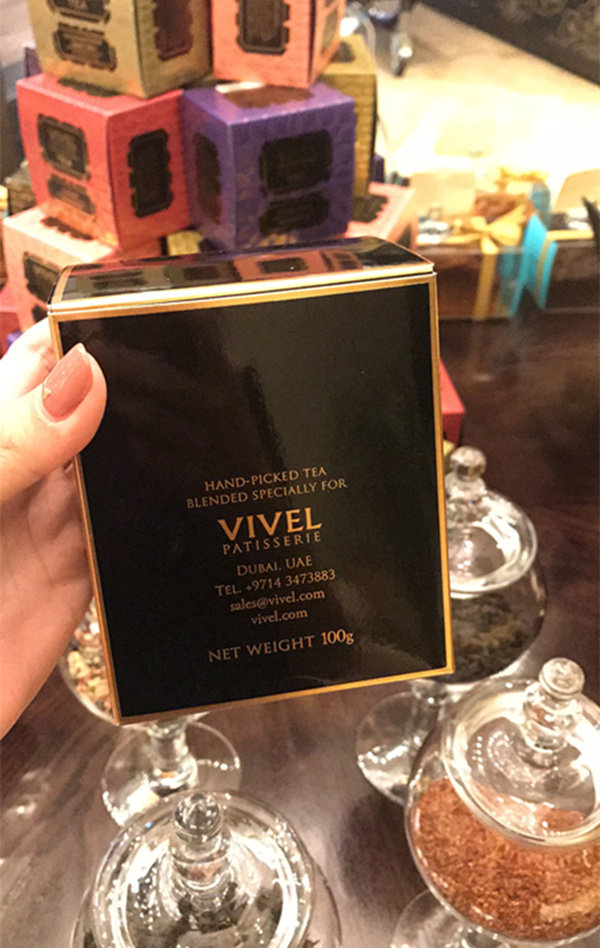 HAND-PICKED TEA
BLENDED SPECIALLY FOR
VIVEL
PATISSERIE
DUBAI, UAE
TEL. +9714 3473883
sales@vivel.com
vivel.com
NET WEIGHT 100g